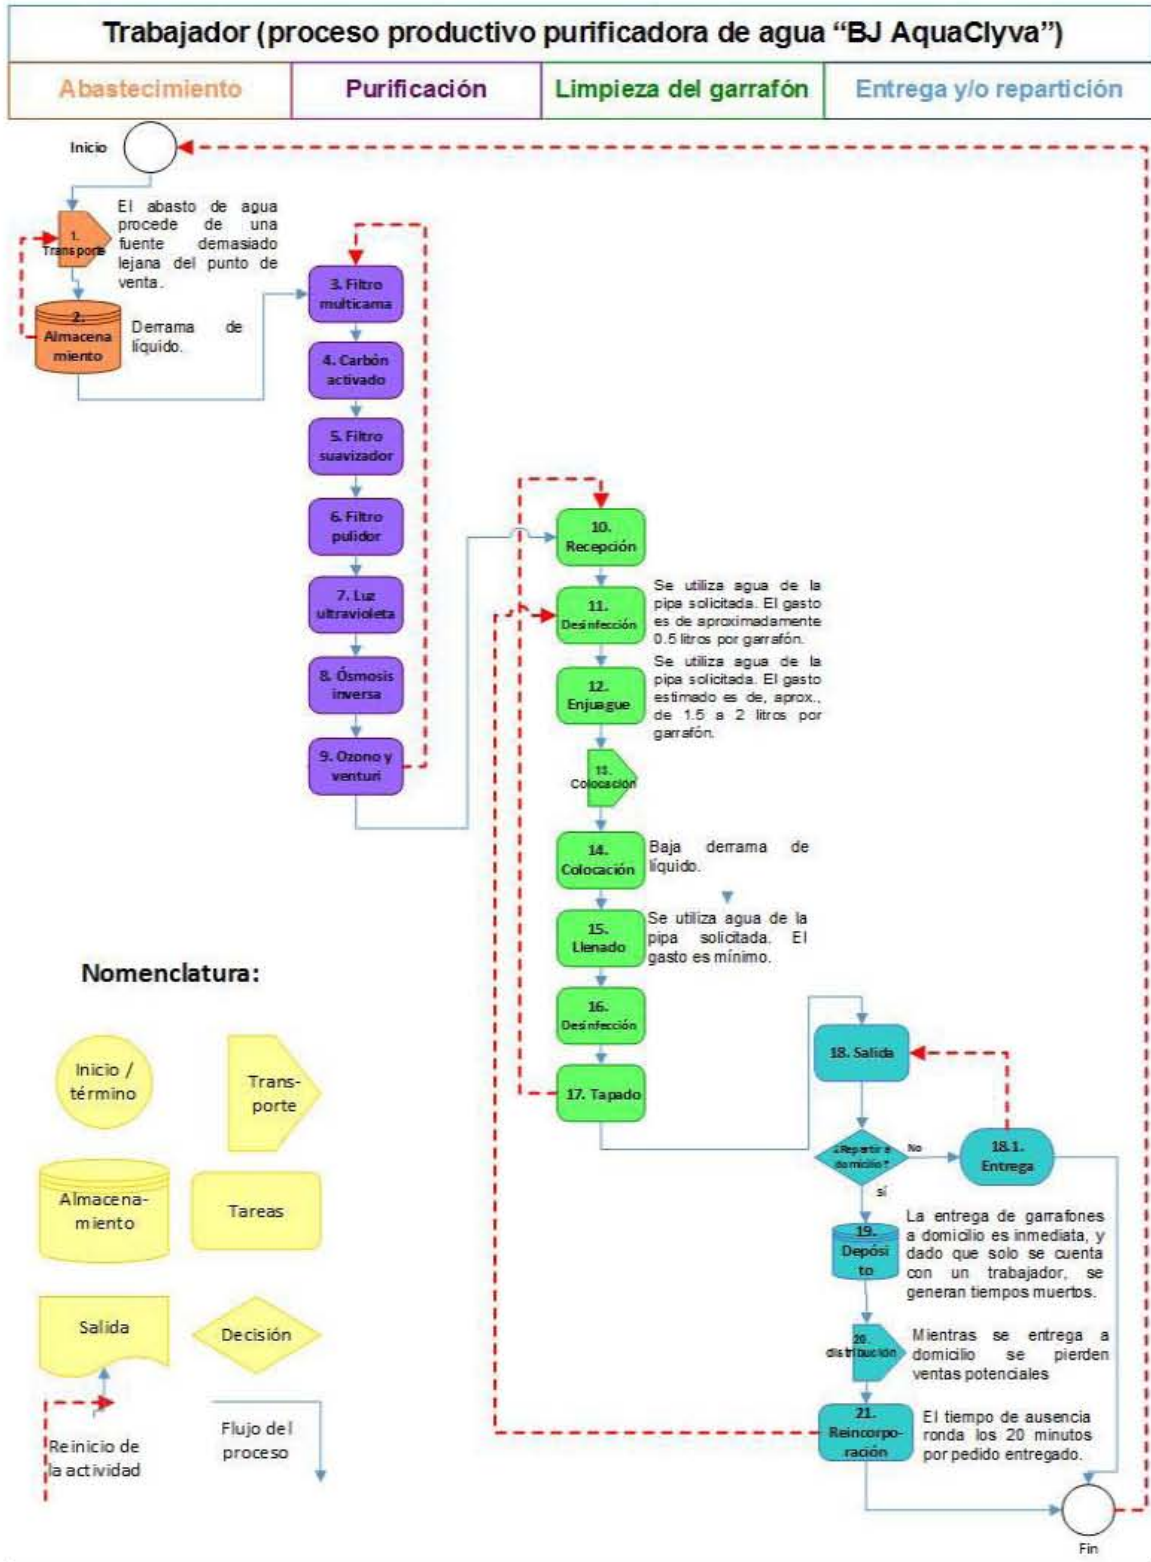 Trabajador (proceso productivo purificadora de agua “BJ AquaClyva”)
Abastecimiento
Purificación
Limpieza del garrafón
Entrega y/o repartición
Inicio
1.
Transporte
El abasto de agua
procede de una
fuente demasiado
lejana del punto de
venta.
2.
Almacena
miento
Derrama de
líquido.
3. Filtro
multicama
4. Carbón
activado
5. Filtro
suavizador
6. Filtro
pulidor
7. Luz
ultravioleta
8. Ósmosis
inversa
9. Ozono y
venturi
10.
Recepción
11.
Desinfección
Se utiliza agua de la
pipa solicitada. El gasto
es de aproximadamente
0.5 litros por garrafón.
12.
Enjuague
Se utiliza agua de la
pipa solicitada. El gasto
estimado es de, aprox.,
de 1.5 a 2 litros por
garrafón.
13.
Colocación
14.
Colocación
Baja derrama de
líquido.
15.
Llenado
Se utiliza agua de la
pipa solicitada. El
gasto es mínimo.
16.
Desinfección
17. Tapado
18. Salida
¿Repartir a
domicilio?
No
sí
18.1.
Entrega
19.
Depósi
to
La entrega de garrafones
a domicilio es inmediata, y
dado que solo se cuenta
con un trabajador, se
generan tiempos muertos.
20.
distribución
Mientras se entrega a
domicilio se pierden
ventas potenciales
21.
Reincorpo-
ración
El tiempo de ausencia
ronda los 20 minutos
por pedido entregado.
Fin
Nomenclatura:
Inicio /
término
Trans-
porte
Almacena-
miento
Tareas
Salida
Decisión
Reinicio de
la actividad
Flujo del
proceso